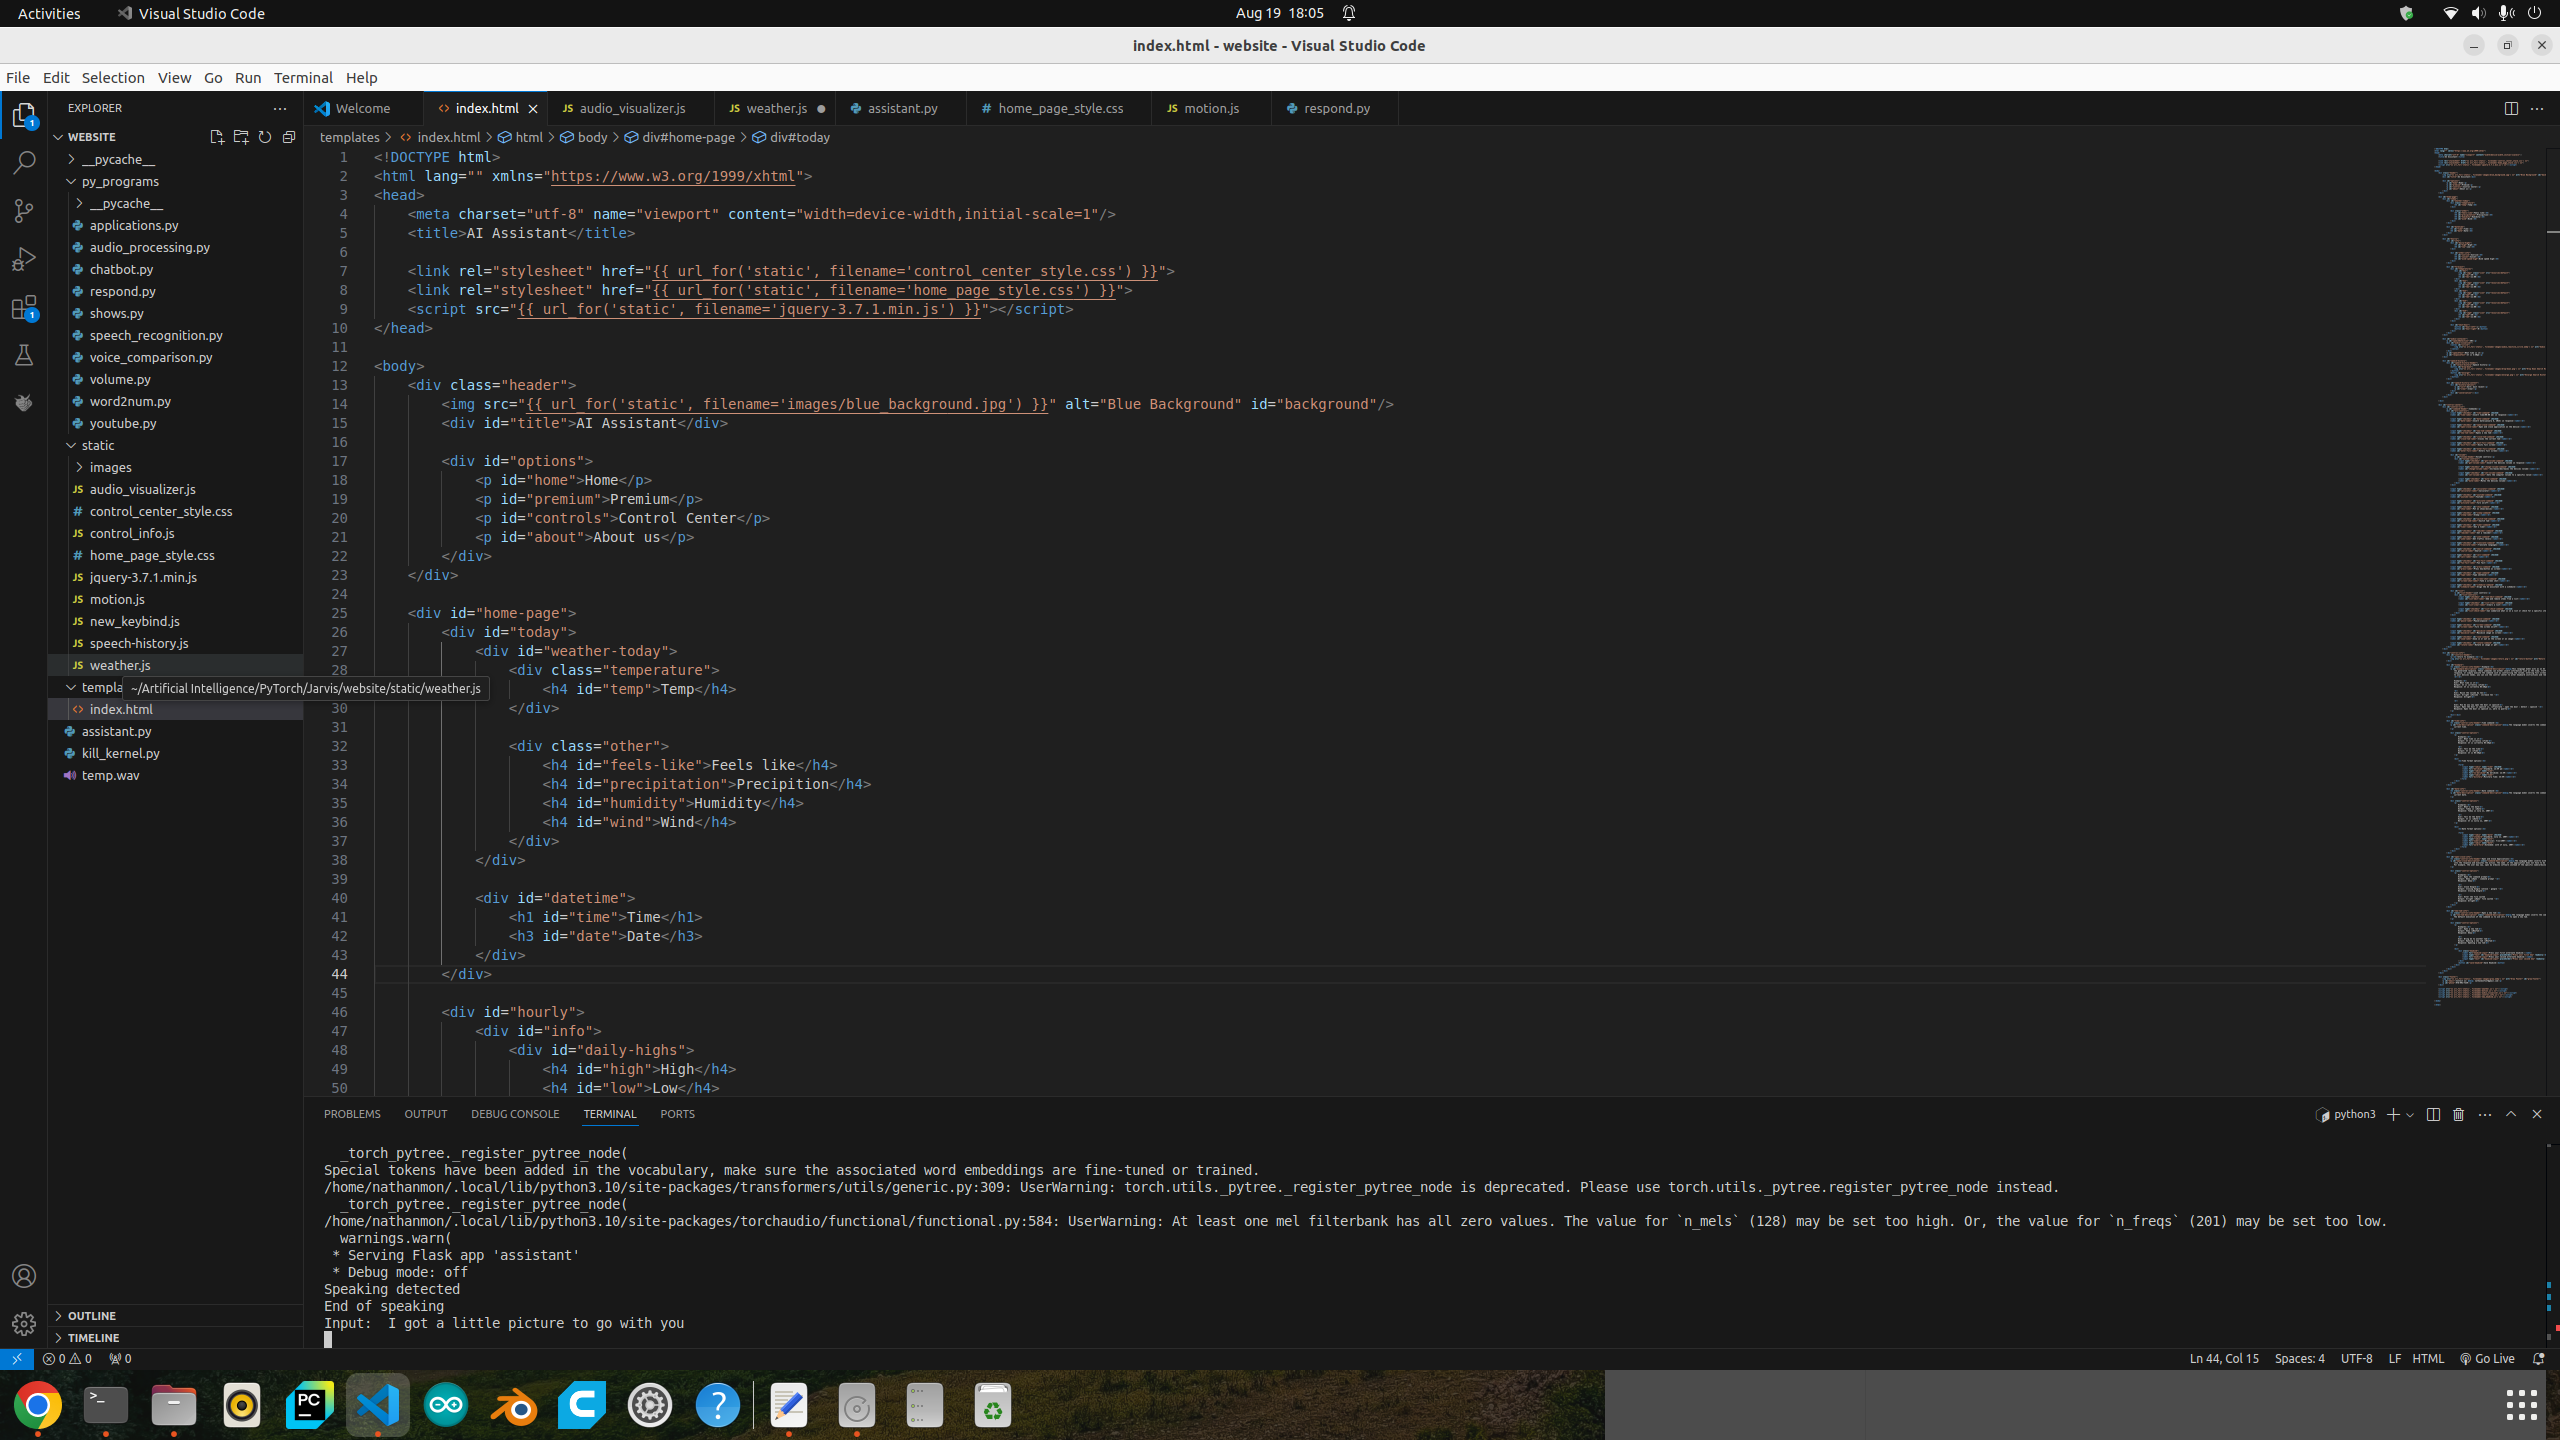 Activities
Visual Studio Code
Aug 19 18:05
index.html - website - Visual Studio Code
File Edit Selection View Go Run Terminal Help
EXPLORER
Welcome
index.html
audio_visualizer.js
weather.js
assistant.py
home_page_style.css
motion.js
respond.py
templates > index.html > html > body > div#home-page > div#today
WEBSITE
__pycache__
py_programs
__pycache__
applications.py
audio_processing.py
chatbot.py
respond.py
shows.py
speech_recognition.py
voice_comparison.py
volume.py
word2num.py
youtube.py
static
images
audio_visualizer.js
control_center_style.css
control_info.js
home_page_style.css
jquery-3.7.1.min.js
motion.js
new_keybind.js
speech-history.js
weather.js
templa
~/Artificial Intelligence/PyTorch/Jarvis/website/static/weather.js
index.html
assistant.py
kill_kernel.py
temp.wav
OUTLINE
TIMELINE
1 <!DOCTYPE html>
2 <html lang="" xmlns="https://www.w3.org/1999/xhtml">
3 <head>
4 <meta charset="utf-8" name="viewport" content="width=device-width,initial-scale=1"/>
5 <title>AI Assistant</title>
6
7 <link rel="stylesheet" href="{{ url_for('static', filename='control_center_style.css') }}">
8 <link rel="stylesheet" href="{{ url_for('static', filename='home_page_style.css') }}">
9 <script src="{{ url_for('static', filename='jquery-3.7.1.min.js') }}"></script>
10 </head>
11
12 <body>
13 <div class="header">
14 <img src="{{ url_for('static', filename='images/blue_background.jpg') }}" alt="Blue Background" id="background"/>
15 <div id="title">AI Assistant</div>
16
17 <div id="options">
18 <p id="home">Home</p>
19 <p id="premium">Premium</p>
20 <p id="controls">Control Center</p>
21 <p id="about">About us</p>
22 </div>
23 </div>
24
25 <div id="home-page">
26 <div id="today">
27 <div id="weather-today">
28 <div class="temperature">
<h4 id="temp">Temp</h4>
30 </div>
31
32 <div class="other">
33 <h4 id="feels-like">Feels like</h4>
34 <h4 id="precipitation">Precipition</h4>
35 <h4 id="humidity">Humidity</h4>
36 <h4 id="wind">Wind</h4>
37 </div>
38 </div>
39
40 <div id="datetime">
41 <h1 id="time">Time</h1>
42 <h3 id="date">Date</h3>
43 </div>
44 </div>
45
46 <div id="hourly">
47 <div id="info">
48 <div id="daily-highs">
49 <h4 id="high">High</h4>
50 <h4 id="low">Low</h4>
PROBLEMS OUTPUT DEBUG CONSOLE TERMINAL PORTS
python3
_torch_pytree._register_pytree_node(
Special tokens have been added in the vocabulary, make sure the associated word embeddings are fine-tuned or trained.
/home/nathanmon/.local/lib/python3.10/site-packages/transformers/utils/generic.py:309: UserWarning: torch.utils._pytree._register_pytree_node is deprecated. Please use torch.utils._pytree.register_pytree_node instead.
_torch_pytree._register_pytree_node(
/home/nathanmon/.local/lib/python3.10/site-packages/torchaudio/functional/functional.py:584: UserWarning: At least one mel filterbank has all zero values. The value for `n_mels` (128) may be set too high. Or, the value for `n_freqs` (201) may be set too low.
warnings.warn(
* Serving Flask app 'assistant'
* Debug mode: off
Speaking detected
End of speaking
Input:  I got a little picture to go with you
0 0 0
Ln 44, Col 15
Spaces: 4
UTF-8
LF
HTML
Go Live
PC